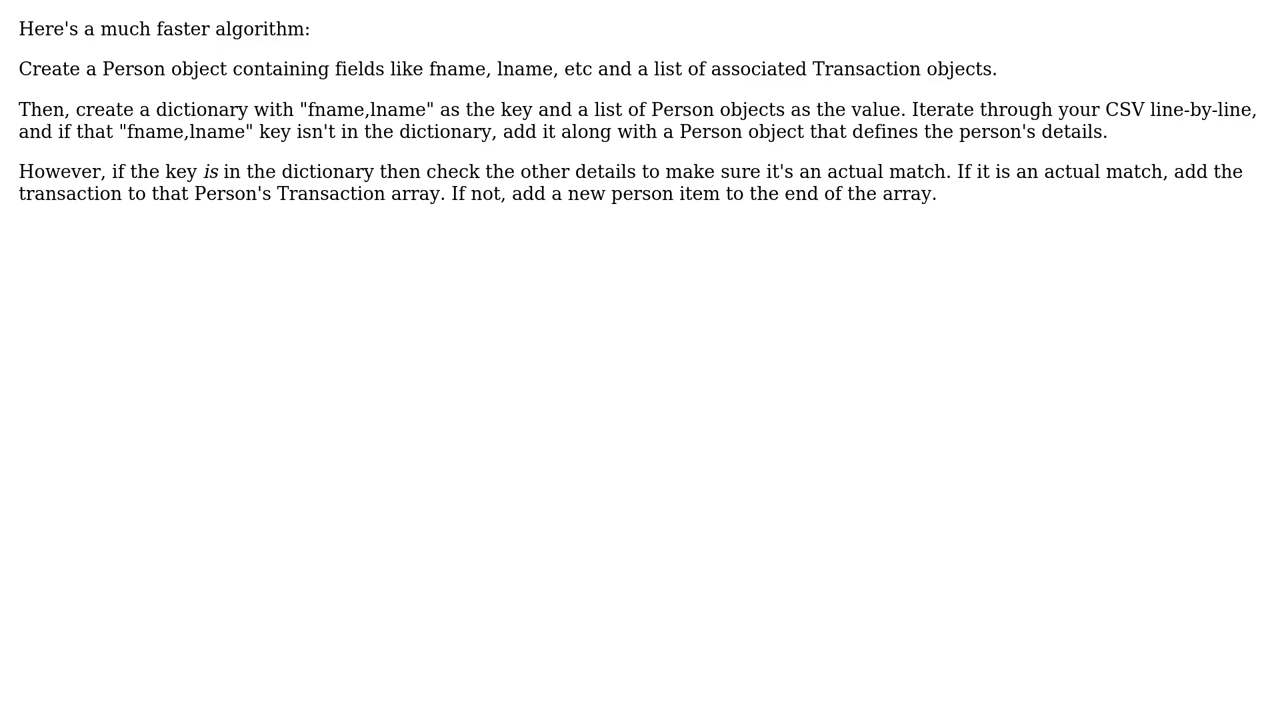 Here's a much faster algorithm:
Create a Person object containing fields like fname, lname, etc and a list of associated Transaction objects.
Then, create a dictionary with "fname,lname" as the key and a list of Person objects as the value. Iterate through your CSV line-by-line,
and if that "fname,lname" key isn't in the dictionary, add it along with a Person object that defines the person's details.
However, if the key is in the dictionary then check the other details to make sure it's an actual match. If it is an actual match, add the
transaction to that Person's Transaction array. If not, add a new person item to the end of the array.